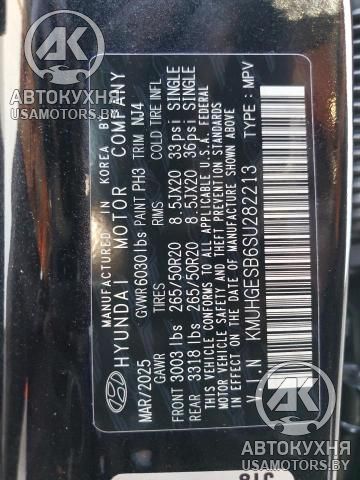 MANUFACTURED IN KOREA BY:
HYUNDAI MOTOR COMPANY
MAR/2025 GVWR 6030 lbs PAINT PH3 TRIM NJ4
GAWR TIRES RIMS COLD TIRE INFL.
FRONT 3003 lbs 265/50R20 8.5JX20 33psi SINGLE
REAR 3318 lbs 265/50R20 8.5JX20 36psi SINGLE
THIS VEHICLE CONFORMS TO ALL APPLICABLE U.S.A. FEDERAL
MOTOR VEHICLE SAFETY, BUMPER, AND THEFT PREVENTION STANDARDS
IN EFFECT ON THE DATE OF MANUFACTURE SHOWN ABOVE.
V.I.N KMUHGESB6SU282213 TYPE : MPV
АВТОКУХНЯ
USAMOTORS.BY
АВТОКУХНЯ
USAMOTORS.BY